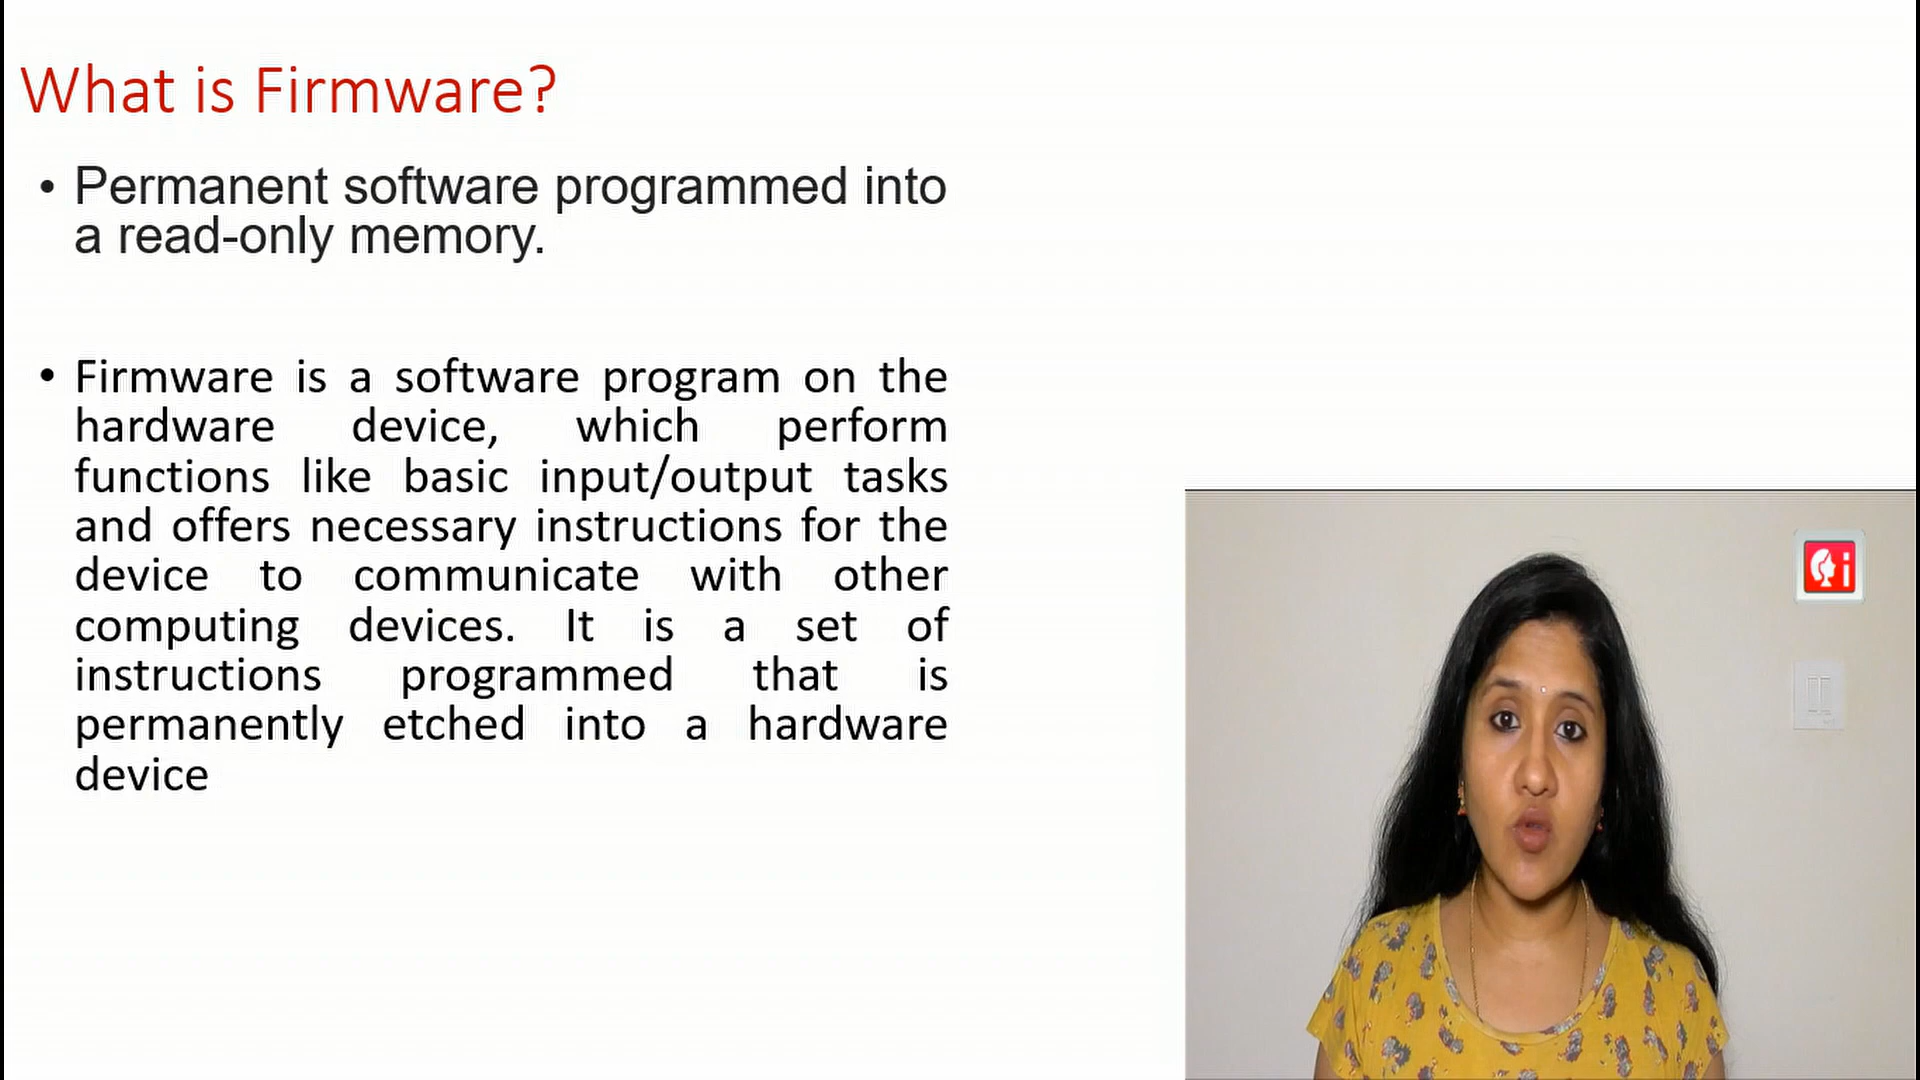 What is Firmware?
• Permanent software programmed into
a read-only memory.
• Firmware is a software program on the
hardware device, which perform
functions like basic input/output tasks
and offers necessary instructions for the
device to communicate with other
computing devices. It is a set of
instructions programmed that is
permanently etched into a hardware
device
i